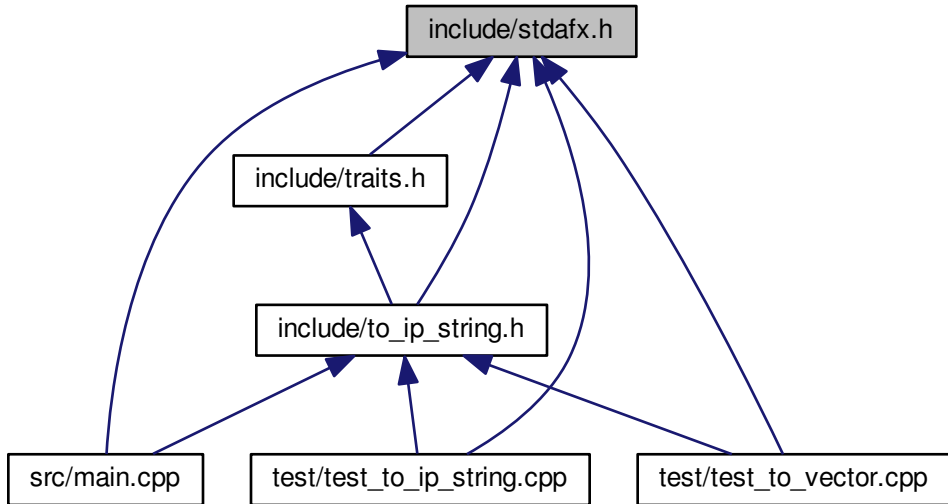 include/stdafx.h
include/traits.h
include/to_ip_string.h
src/main.cpp
test/test_to_ip_string.cpp
test/test_to_vector.cpp